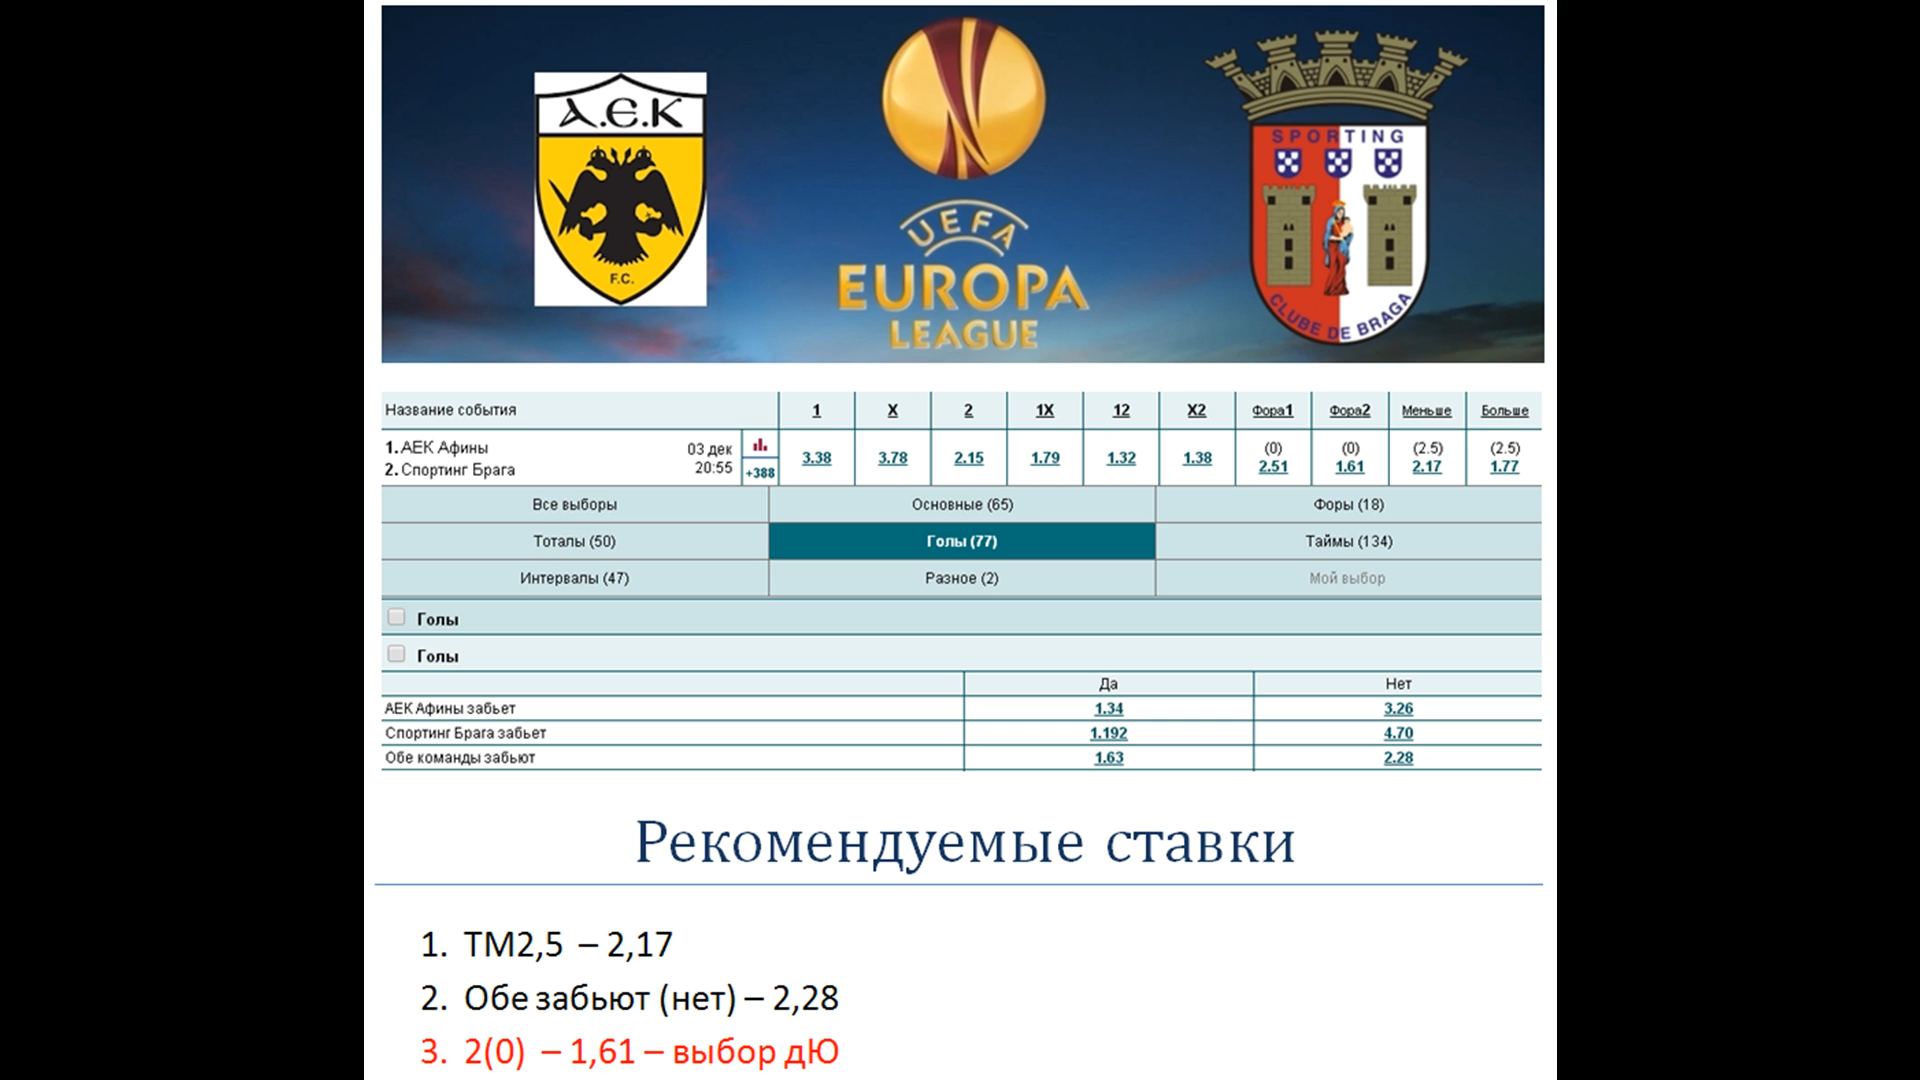 Α.Ε.Κ
F.C.
UEFA
EUROPA
LEAGUE
SPORTING
CLUBE DE BRAGA
Название события 1 X 2 1X 12 X2 Фора1 Фора2 Меньше Больше
1. АЕК Афины 03 дек (0) (0) (2.5) (2.5)
3.38 3.78 2.15 1.79 1.32 1.38
2. Спортинг Брага 20:55 +388 2.51 1.61 2.17 1.77
Все выборы Основные (65) Форы (18)
Тоталы (50) Голы (77) Таймы (134)
Интервалы (47) Разное (2) Мой выбор
Голы
Голы
Да Нет
АЕК Афины забьет 1.34 3.26
Спортинг Брага забьет 1.192 4.70
Обе команды забьют 1.63 2.28
Рекомендуемые ставки
1. ТМ2,5 – 2,17
2. Обе забьют (нет) – 2,28
3. 2(0) – 1,61 – выбор дЮ